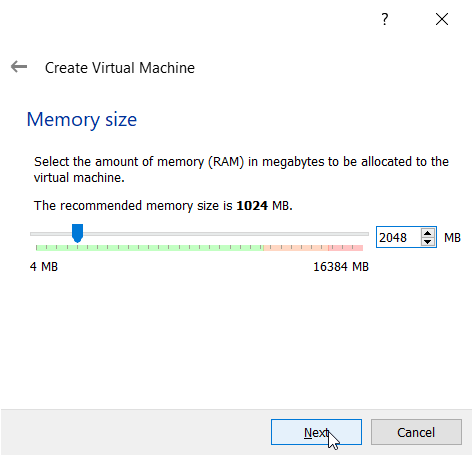 ?
Create Virtual Machine
Memory size
Select the amount of memory (RAM) in megabytes to be allocated to the
virtual machine.
The recommended memory size is 1024 MB.
2048 MB
4 MB 16384 MB
Next Cancel